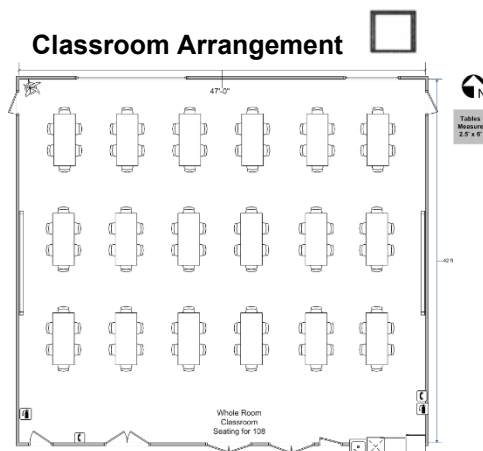 Classroom Arrangement
47'-0"
N
Tables
Measure
2.5' x 6'
42 ft
Whole Room
Classroom
Seating for 108